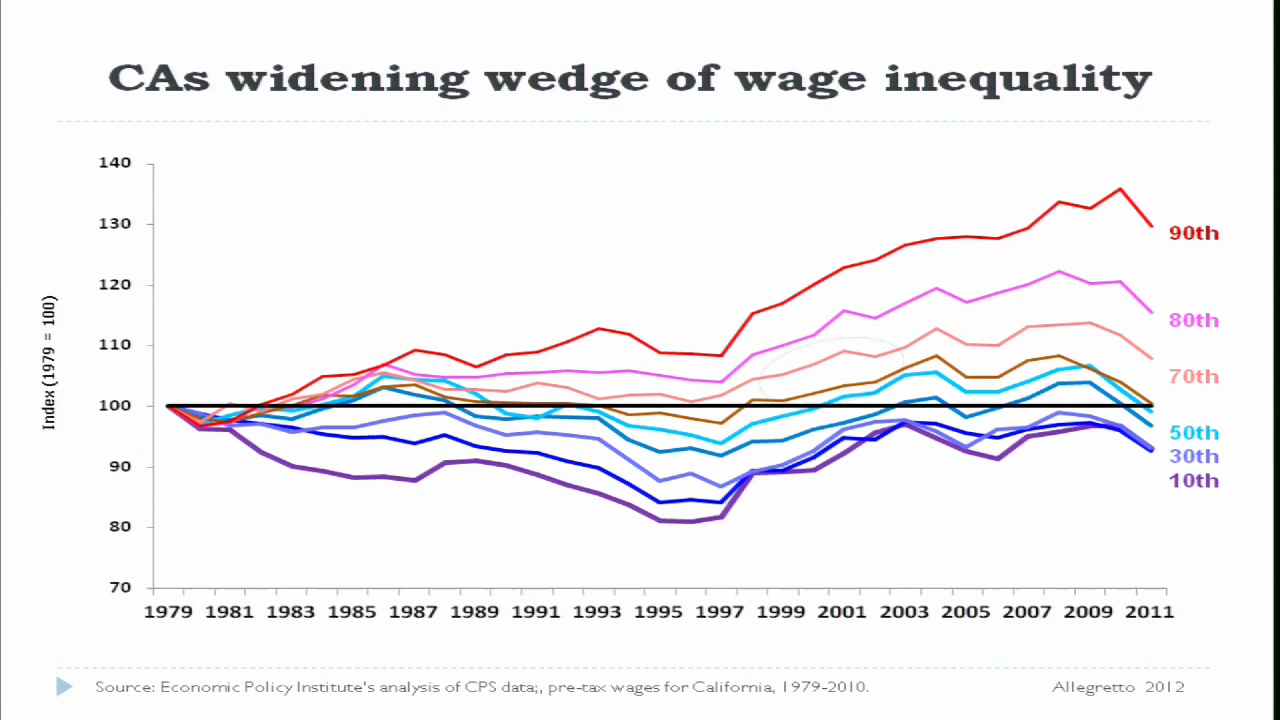 CAs widening wedge of wage inequality
140
130
120
110
100
90
80
70
Index (1979 = 100)
90th
80th
70th
50th
30th
10th
1979 1981 1983 1985 1987 1989 1991 1993 1995 1997 1999 2001 2003 2005 2007 2009 2011
Source: Economic Policy Institute's analysis of CPS data;, pre-tax wages for California, 1979-2010.
Allegretto 2012